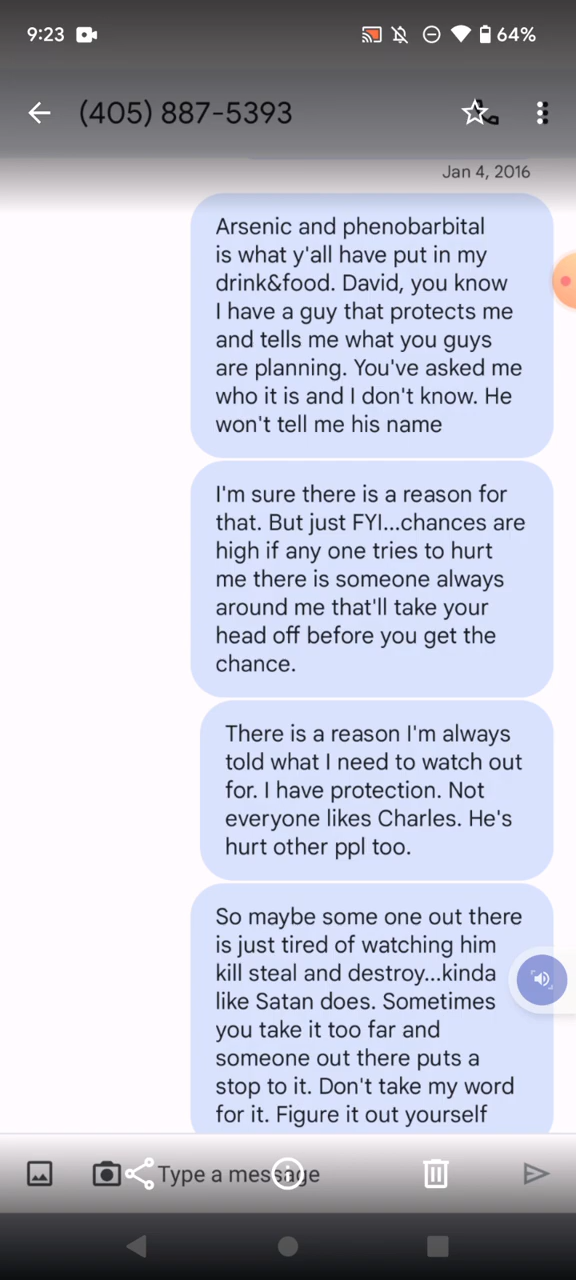 9:23 64%
(405) 887-5393
Jan 4, 2016
Arsenic and phenobarbital
is what y'all have put in my
drink&food. David, you know
I have a guy that protects me
and tells me what you guys
are planning. You've asked me
who it is and I don't know. He
won't tell me his name
I'm sure there is a reason for
that. But just FYI...chances are
high if any one tries to hurt
me there is someone always
around me that'll take your
head off before you get the
chance.
There is a reason I'm always
told what I need to watch out
for. I have protection. Not
everyone likes Charles. He's
hurt other ppl too.
So maybe some one out there
is just tired of watching him
kill steal and destroy...kinda
like Satan does. Sometimes
you take it too far and
someone out there puts a
stop to it. Don't take my word
for it. Figure it out yourself
Type a message